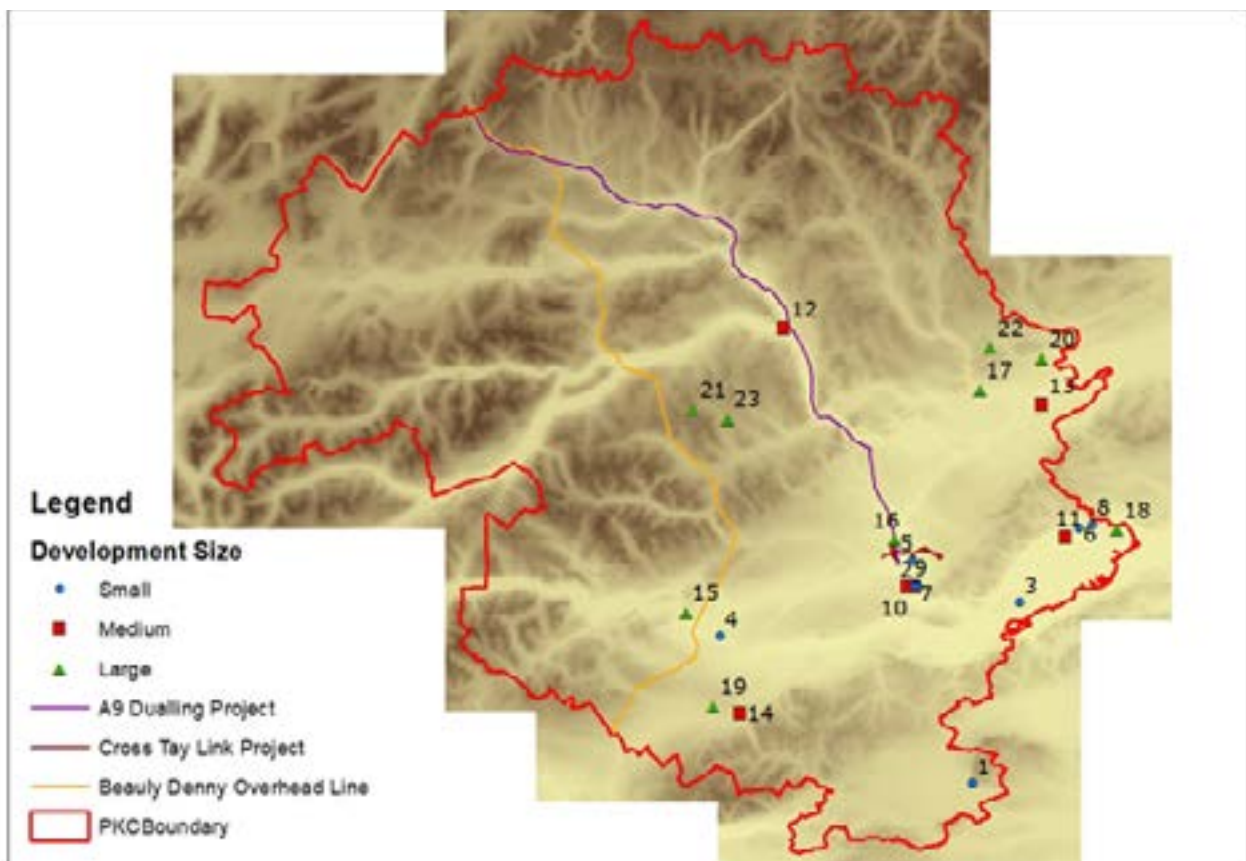 12
22
20
17
13
21
23
16
5
11
8
6
18
29
10
7
3
15
4
19
14
1
Legend
Development Size
Small
Medium
Large
A9 Dualling Project
Cross Tay Link Project
Beauly Denny Overhead Line
PKCBoundary